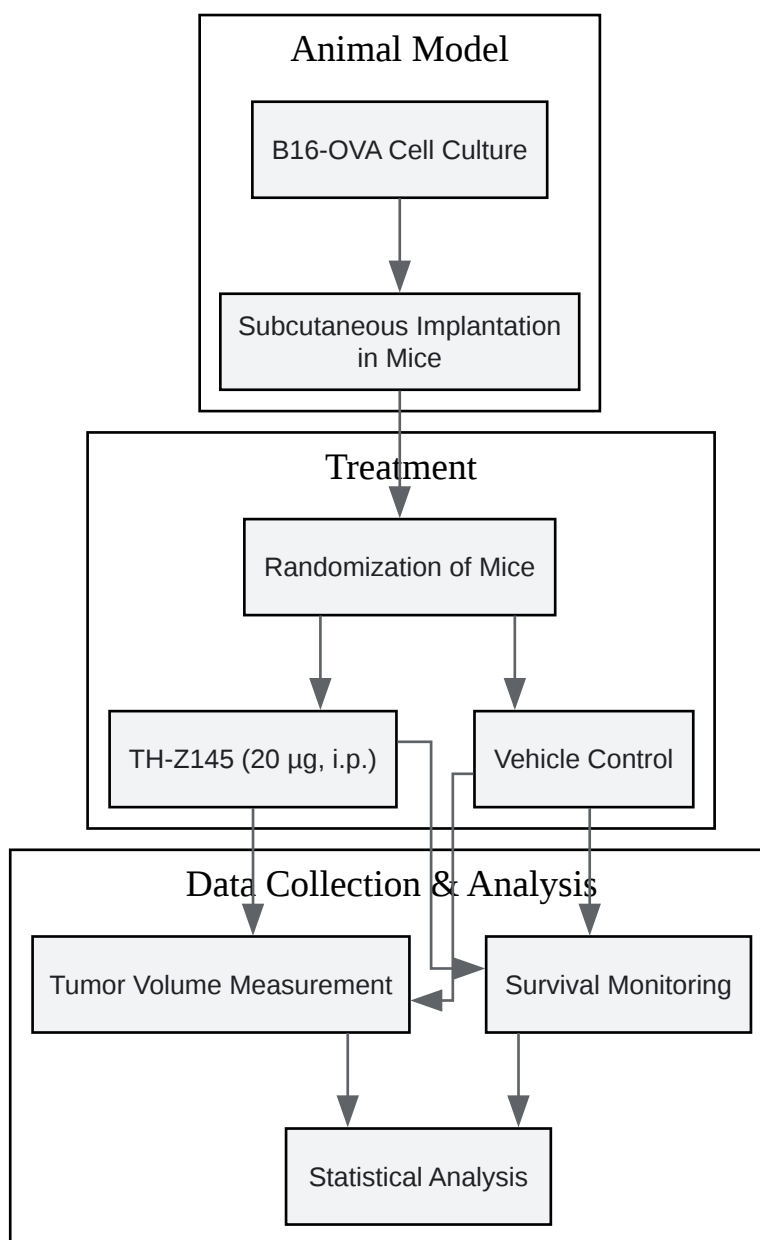 Animal Model
B16-OVA Cell Culture
Subcutaneous Implantation
in Mice
Treatment
Randomization of Mice
TH-Z145 (20 µg, i.p.)
Vehicle Control
Data Collection & Analysis
Tumor Volume Measurement
Survival Monitoring
Statistical Analysis